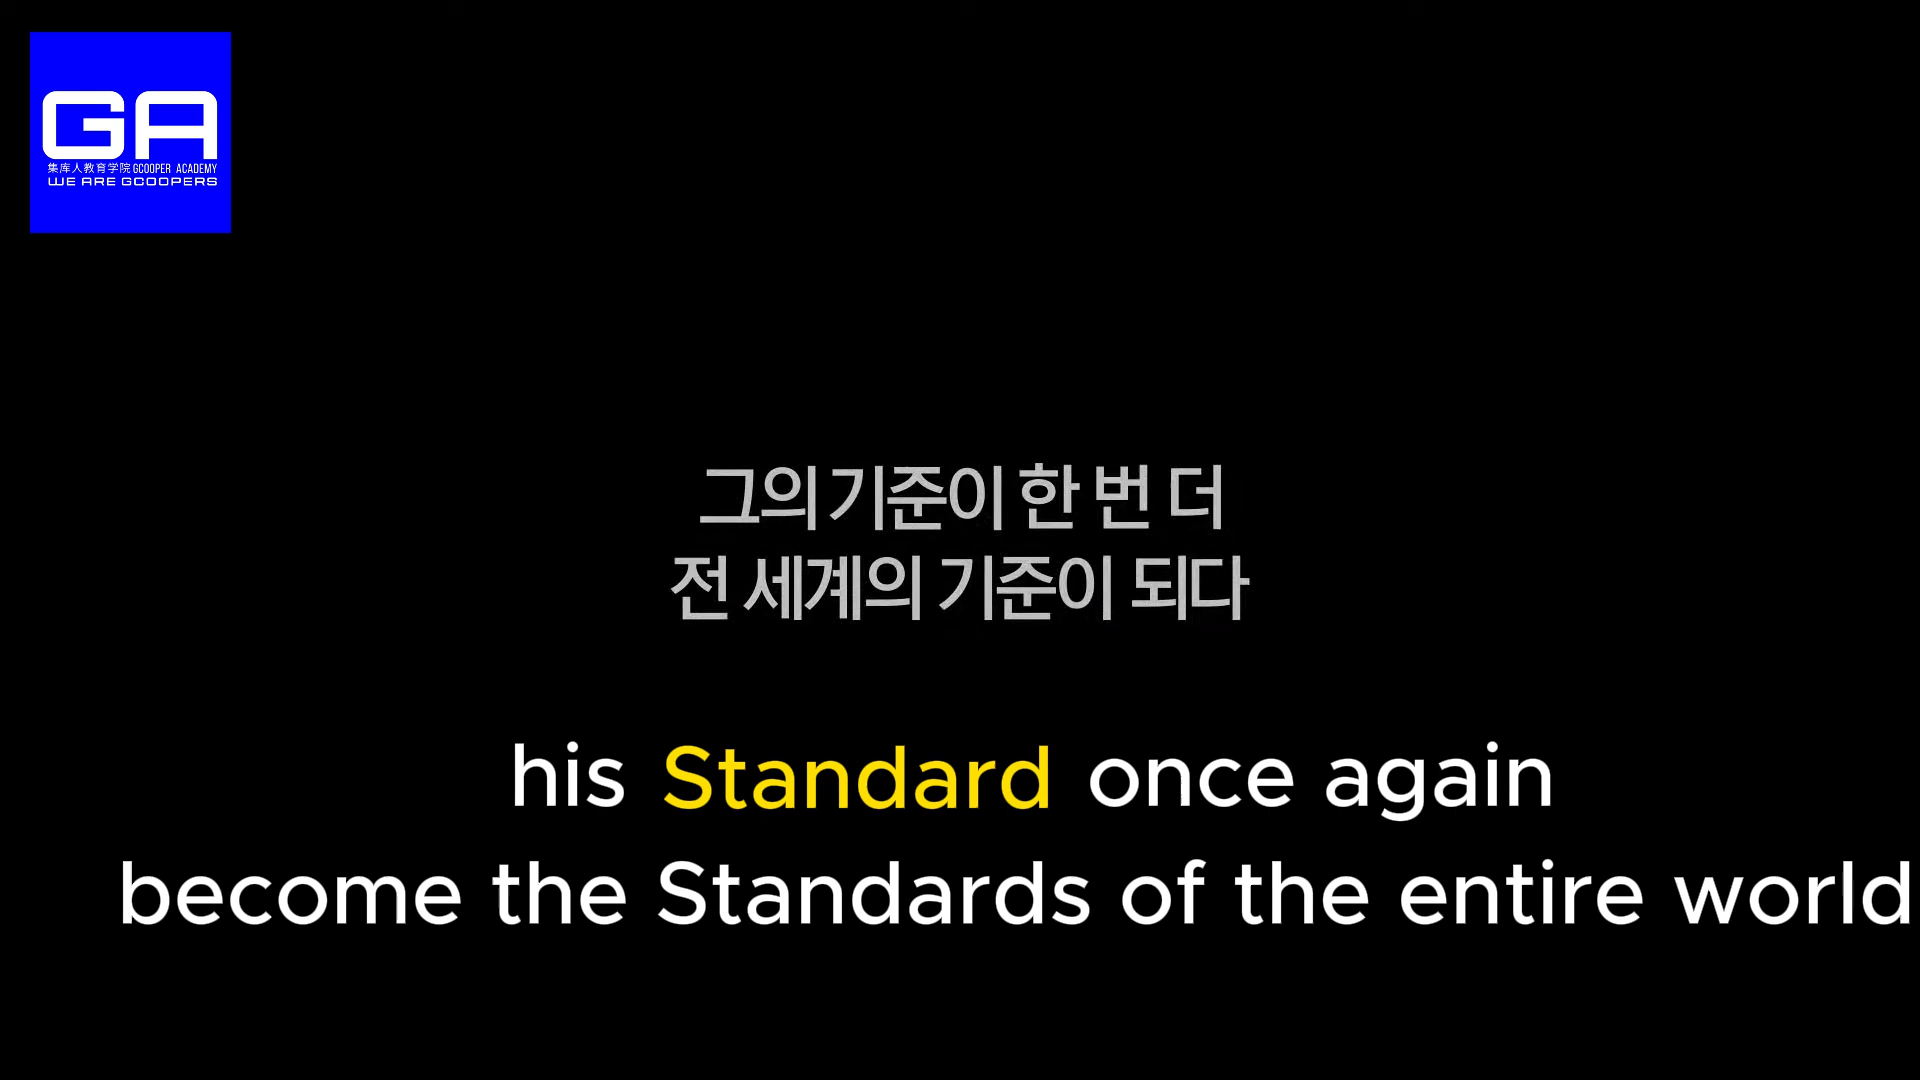 GA
集库人教育学院 GCOOPER ACADEMY
WE ARE GCOOPERS
그의 기준이 한 번 더
전 세계의 기준이 되다
his Standard once again
become the Standards of the entire world